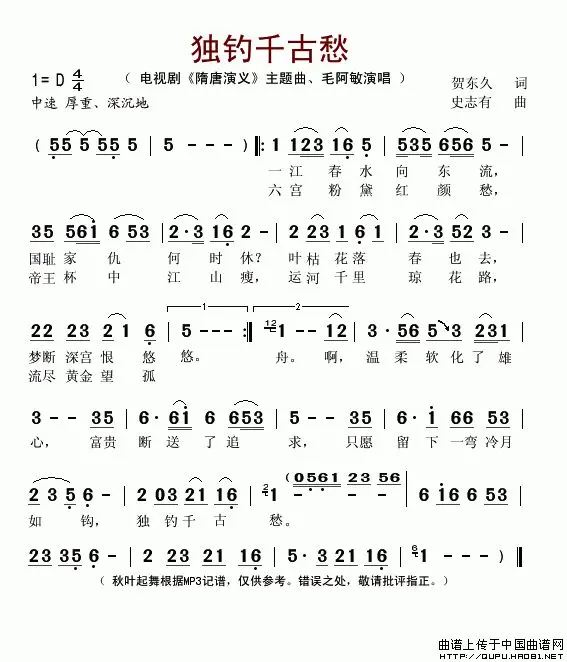 独钓千古愁
1=D 4/4 （ 电视剧《隋唐演义》主题曲、毛阿敏演唱 ） 贺东久 词
中速 厚重、深沉地 史志有 曲
( 55 55 55 5 | 5 - - - ) ‖: 1 123 16 5 | 535 656 5 - |
一 江 春 水 向 东 流，
六 宫 粉 黛 红 颜 愁，
35 561 6 53 | 2·3 16 2 - | 2 23 1 6·1 | 2·3 52 3 - |
国耻 家 仇 何 时 休？ 叶 枯 花 落 春 也 去，
帝王 杯 中 江 山 瘦， 运 河 千 里 琼 花 路，
22 23 21 6 | 1 5 - - - :‖ 2 12 1 - - 12 | 3· 56 5 3 231 |
梦断 深宫 恨 悠 悠。 舟。 啊， 温 柔 软 化 了 雄
流尽 黄金 望 孤
3 - - 35 | 6· 61 6 653 | 5 - - 35 | 6·1 66 56 |
心， 富贵 断 送 了 追 求， 只愿 留 下 一弯 冷月
2 3 5 6 - | 2 03 21 16 | 2 1 - - - (0561 23 56 | 6 16 6 53 |
如 钩， 独 钓 千 古 愁。
23 35 6 - | 2 23 21 16 | 5·3 21 16 | 6 1 - - ‖
（ 秋叶起舞根据MP3记谱，仅供参考。错误之处，敬请批评指正。）
曲谱上传于中国曲谱网
http://QUPU.HAO81.NET